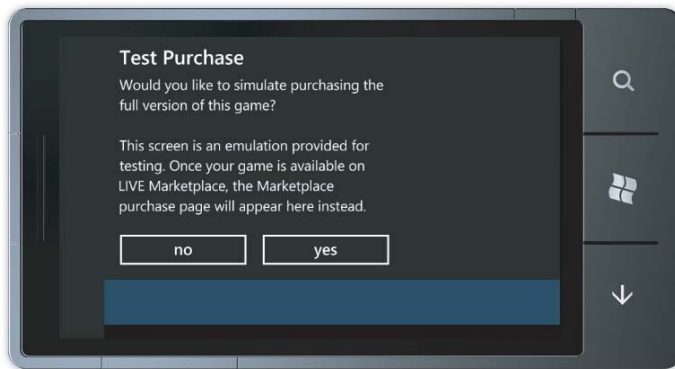 Test Purchase
Would you like to simulate purchasing the
full version of this game?
This screen is an emulation provided for
testing. Once your game is available on
LIVE Marketplace, the Marketplace
purchase page will appear here instead.
no yes